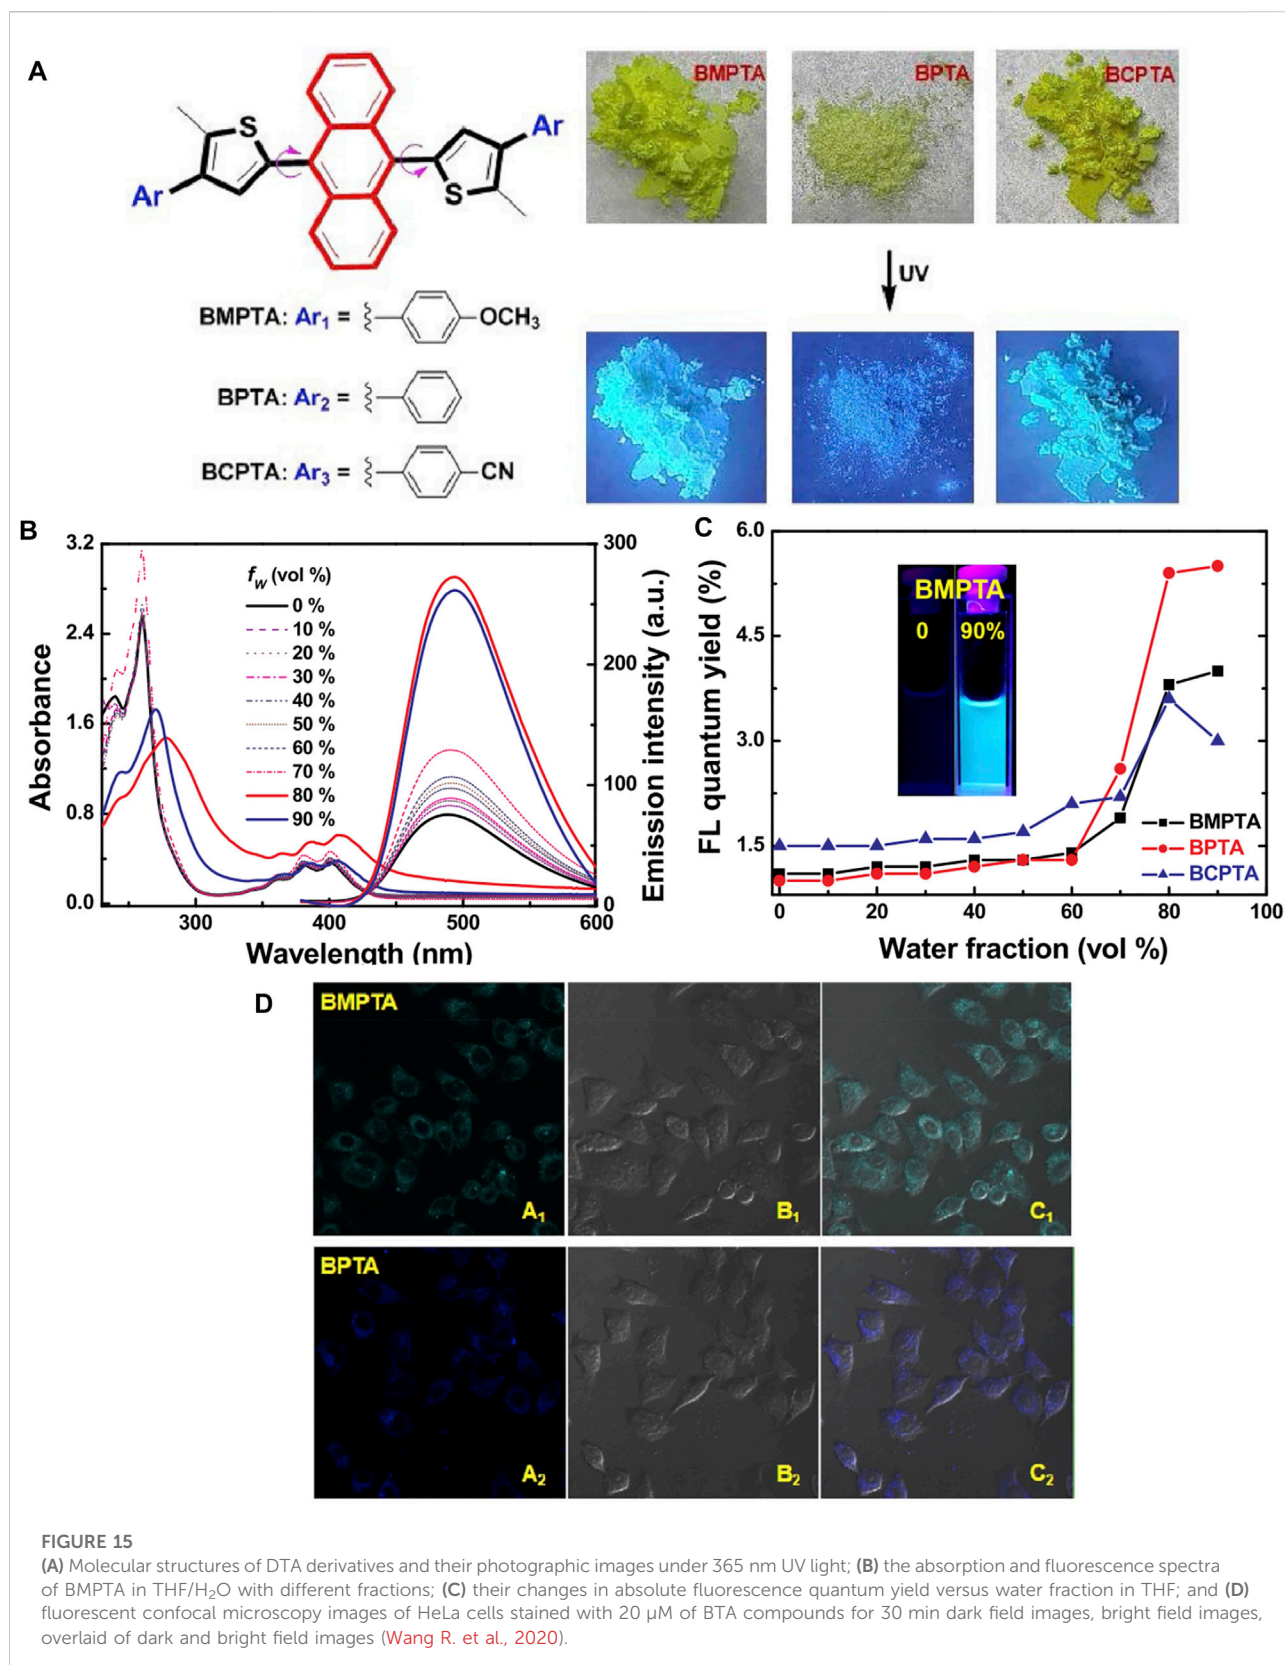 A
S
Ar
BMPTA
BPTA
BCPTA
Ar
S
UV
BMPTA: Ar₁ =
OCH₃
BPTA: Ar₂ =
BCPTA: Ar₃ =
CN
B
3.2
2.4
1.6
0.8
0.0
Absorbance
f_W (vol %)
0 %
10 %
20 %
30 %
40 %
50 %
60 %
70 %
80 %
90 %
300
200
100
0
Emission intensity (a.u.)
300
400
500
600
Wavelength (nm)
C
6.0
4.5
3.0
1.5
FL quantum yield (%)
BMPTA
0
90%
BMPTA
BPTA
BCPTA
0
20
40
60
80
100
Water fraction (vol %)
D
BMPTA
A₁
B₁
C₁
BPTA
A₂
B₂
C₂
FIGURE 15
(A) Molecular structures of DTA derivatives and their photographic images under 365 nm UV light; (B) the absorption and fluorescence spectra
of BMPTA in THF/H₂O with different fractions; (C) their changes in absolute fluorescence quantum yield versus water fraction in THF; and (D)
fluorescent confocal microscopy images of HeLa cells stained with 20 μM of BTA compounds for 30 min dark field images, bright field images,
overlaid of dark and bright field images (Wang R. et al., 2020).